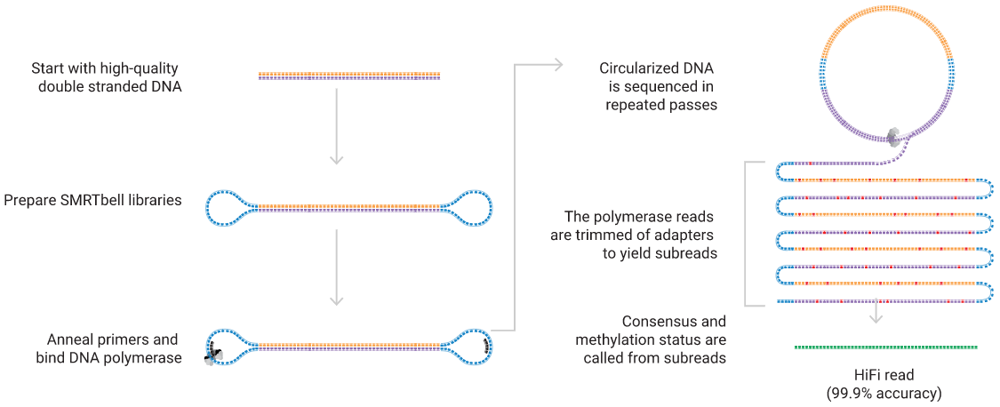 Start with high-quality
double stranded DNA
Prepare SMRTbell libraries
Anneal primers and
bind DNA polymerase
Circularized DNA
is sequenced in
repeated passes
The polymerase reads
are trimmed of adapters
to yield subreads
Consensus and
methylation status are
called from subreads
HiFi read
(99.9% accuracy)